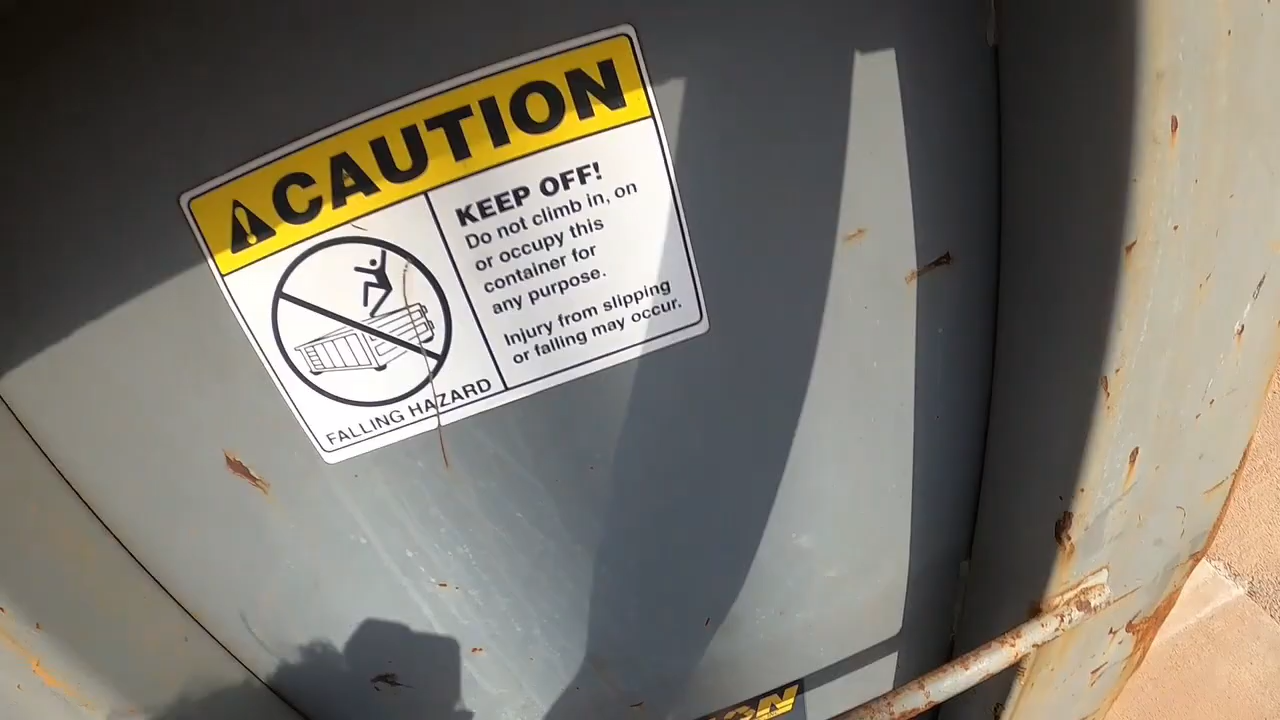 CAUTION
KEEP OFF!
Do not climb in, on
or occupy this
container for
any purpose.
Injury from slipping
or falling may occur.
FALLING HAZARD